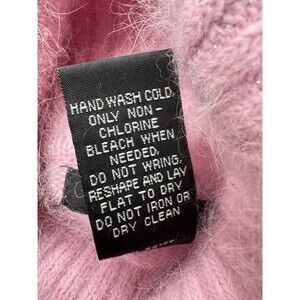 HAND WASH COLD.
ONLY NON-
CHLORINE
BLEACH WHEN
NEEDED.
DO NOT WRING.
RESHAPE AND LAY
FLAT TO DRY
DO NOT IRON OR
DRY CLEAN